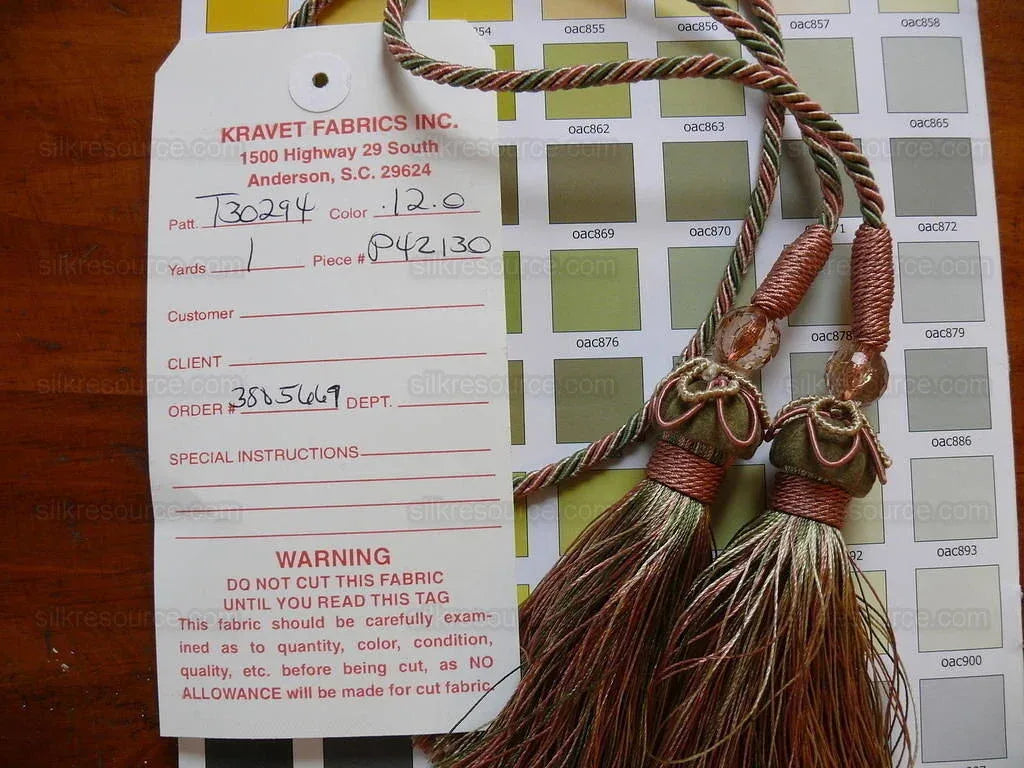 KRAVET FABRICS INC.
1500 Highway 29 South
Anderson, S.C. 29624
Patt. T30294 Color .12.0
Yards 1 Piece # P42130
Customer
CLIENT
ORDER # 3885669 DEPT.
SPECIAL INSTRUCTIONS
WARNING
DO NOT CUT THIS FABRIC
UNTIL YOU READ THIS TAG
This fabric should be carefully exam-
ined as to quantity, color, condition,
quality, etc. before being cut, as NO
ALLOWANCE will be made for cut fabric.
oac855 oac856 oac857 oac858
oac862 oac863 oac865
oac869 oac870 oac872
oac876 oac878 oac879
oac886
oac893
oac900
silkresource.com